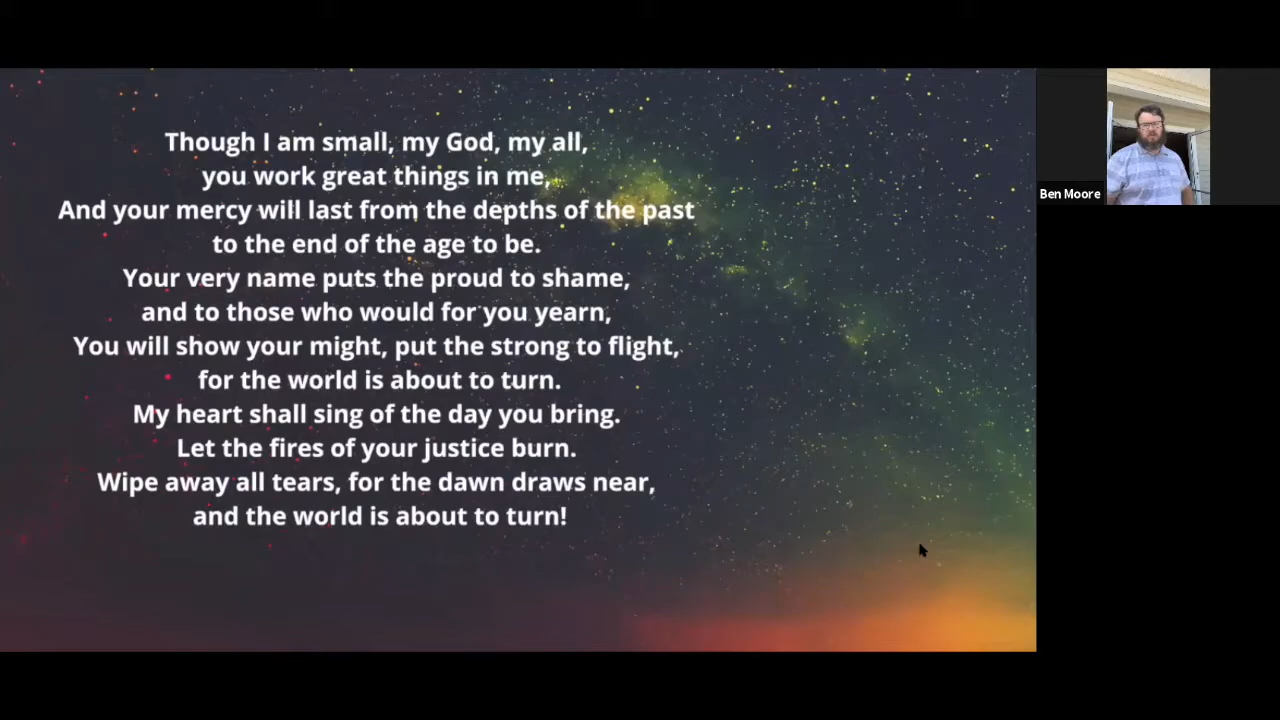 Though I am small, my God, my all,
you work great things in me,
And your mercy will last from the depths of the past
to the end of the age to be.
Your very name puts the proud to shame,
and to those who would for you yearn,
You will show your might, put the strong to flight,
for the world is about to turn.
My heart shall sing of the day you bring.
Let the fires of your justice burn.
Wipe away all tears, for the dawn draws near,
and the world is about to turn!
Ben Moore